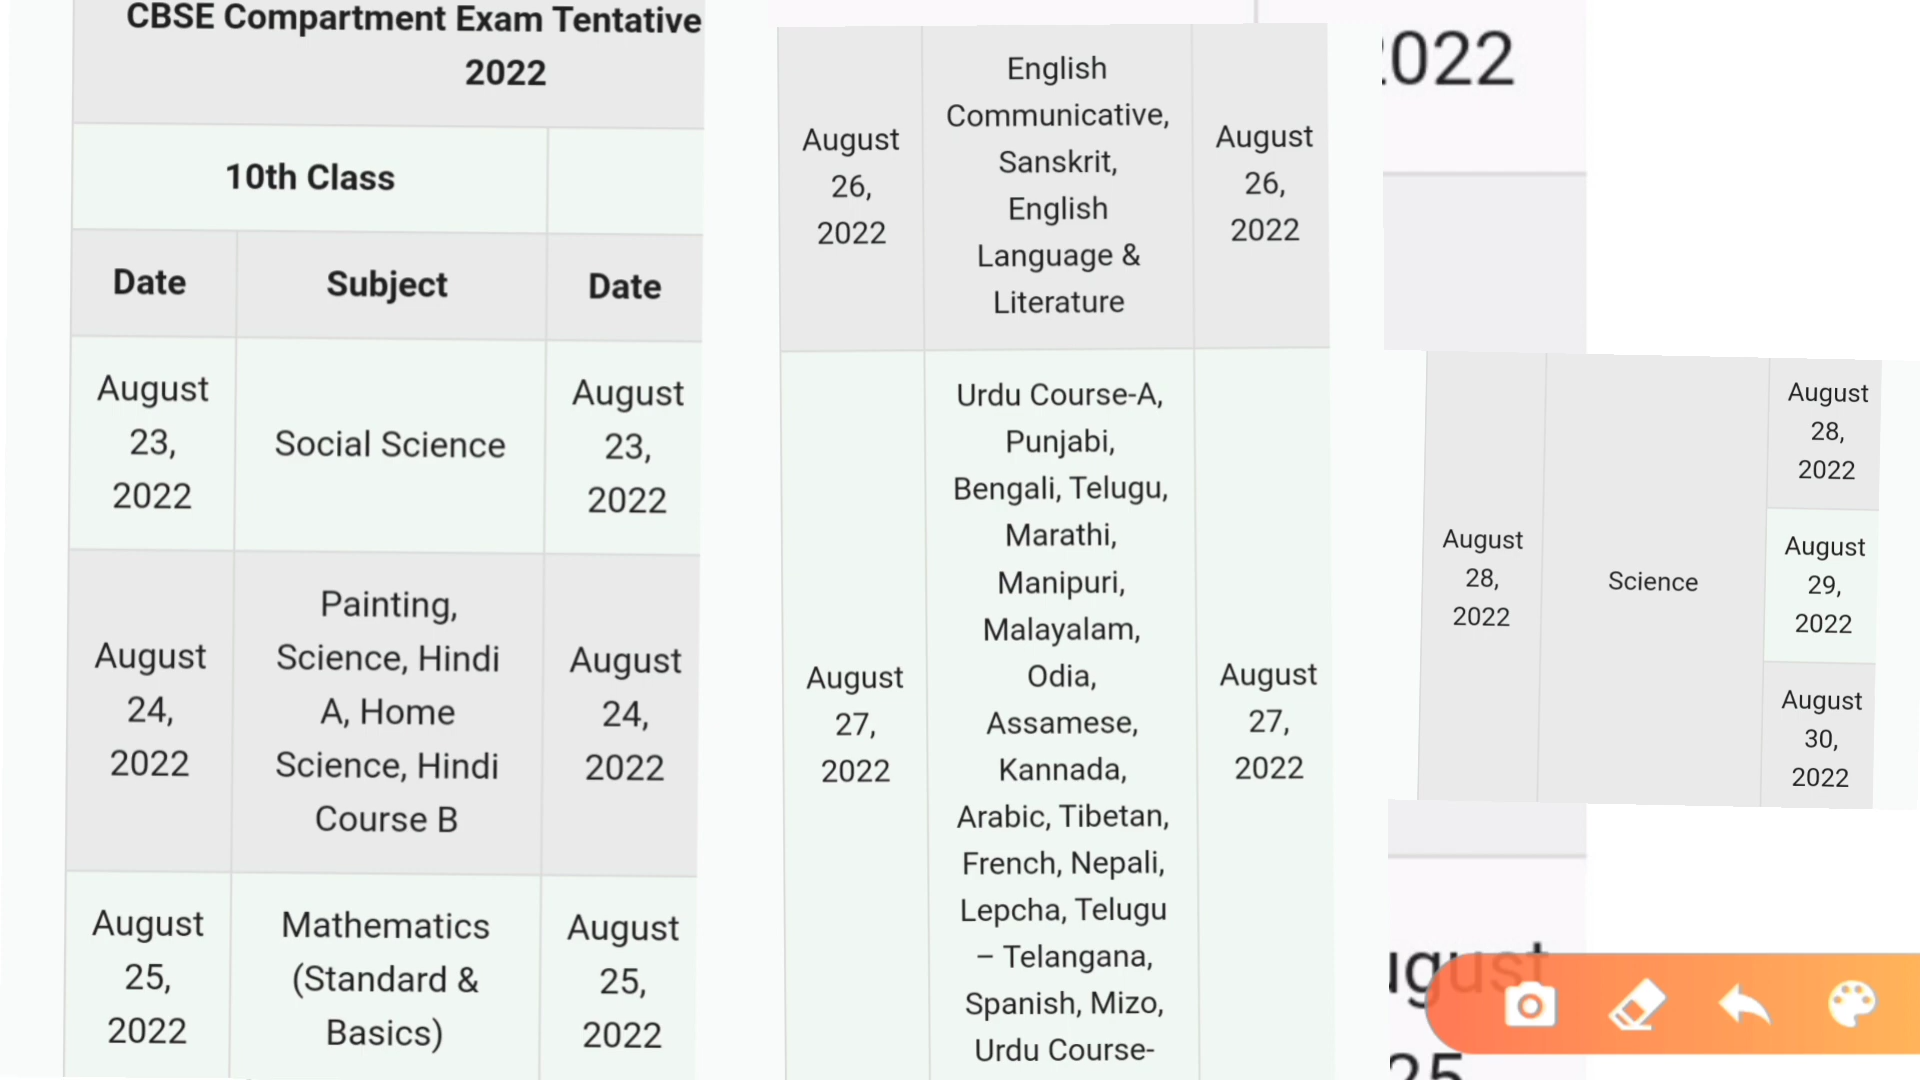 CBSE Compartment Exam Tentative
2022
10th Class
Date
Subject
Date
August
23,
2022
Social Science
August
23,
2022
August
24,
2022
Painting,
Science, Hindi
A, Home
Science, Hindi
Course B
August
24,
2022
August
25,
2022
Mathematics
(Standard &
Basics)
August
25,
2022
August
26,
2022
English
Communicative,
Sanskrit,
English
Language &
Literature
August
26,
2022
August
27,
2022
Urdu Course-A,
Punjabi,
Bengali, Telugu,
Marathi,
Manipuri,
Malayalam,
Odia,
Assamese,
Kannada,
Arabic, Tibetan,
French, Nepali,
Lepcha, Telugu
– Telangana,
Spanish, Mizo,
Urdu Course-
August
27,
2022
2022
August
28,
2022
Science
August
28,
2022
August
29,
2022
August
30,
2022
ugust
25